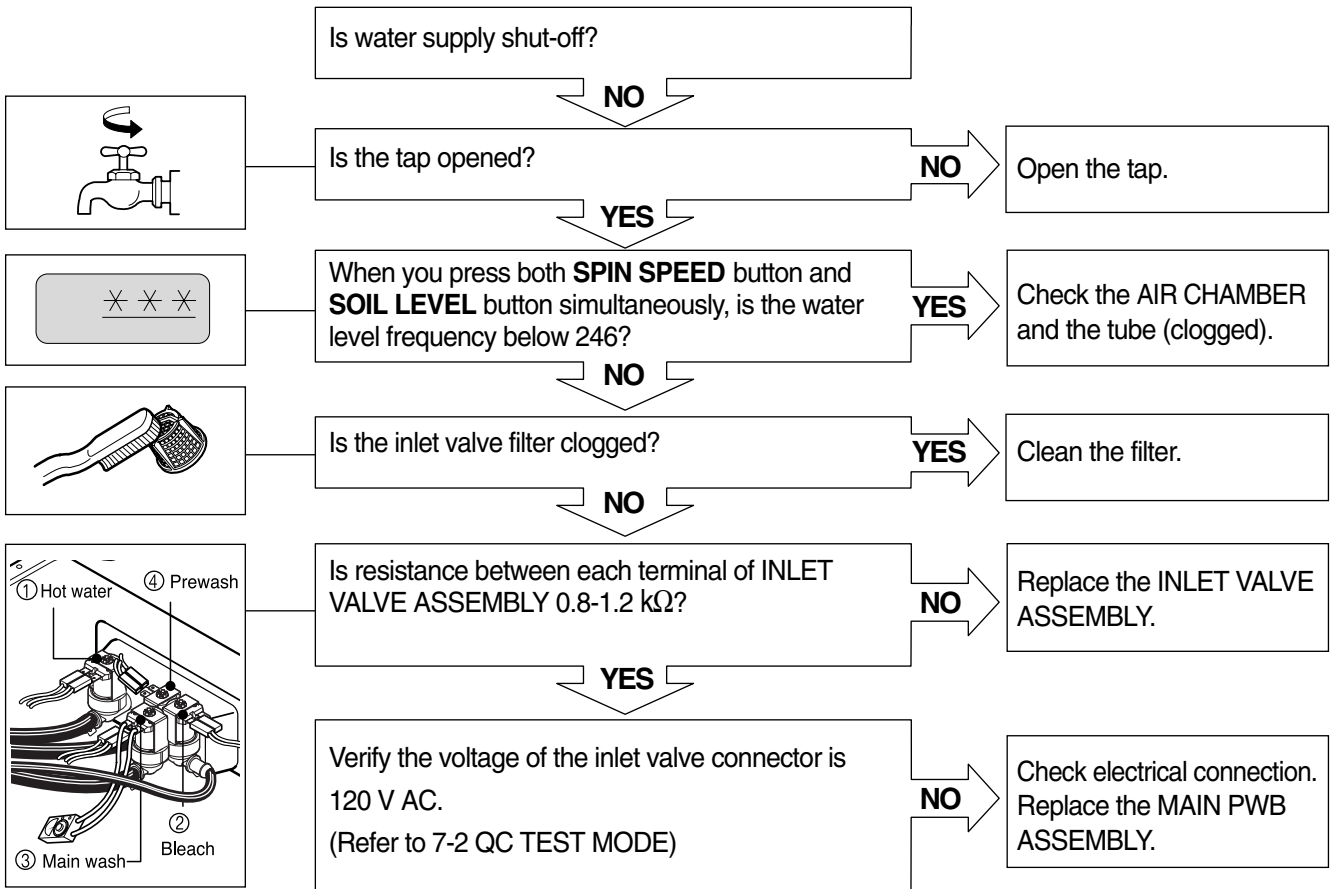 Is water supply shut-off?
NO
Is the tap opened?
NO
Open the tap.
YES
When you press both SPIN SPEED button and
SOIL LEVEL button simultaneously, is the water
level frequency below 246?
YES
Check the AIR CHAMBER
and the tube (clogged).
NO
Is the inlet valve filter clogged?
YES
Clean the filter.
NO
① Hot water
④ Prewash
② 
Bleach
③ Main wash
Is resistance between each terminal of INLET
VALVE ASSEMBLY 0.8-1.2 kΩ?
NO
Replace the INLET VALVE
ASSEMBLY.
YES
Verify the voltage of the inlet valve connector is
120 V AC.
(Refer to 7-2 QC TEST MODE)
NO
Check electrical connection.
Replace the MAIN PWB
ASSEMBLY.